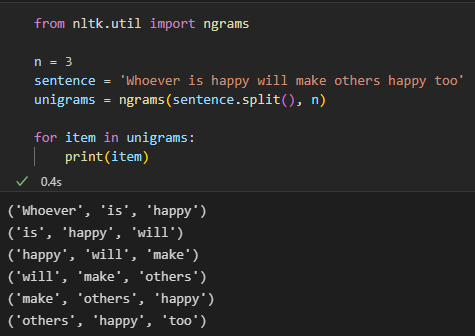 from nltk.util import ngrams
n = 3
sentence = 'Whoever is happy will make others happy too'
unigrams = ngrams(sentence.split(), n)
for item in unigrams:
    print(item)
0.4s
('Whoever', 'is', 'happy')
('is', 'happy', 'will')
('happy', 'will', 'make')
('will', 'make', 'others')
('make', 'others', 'happy')
('others', 'happy', 'too')